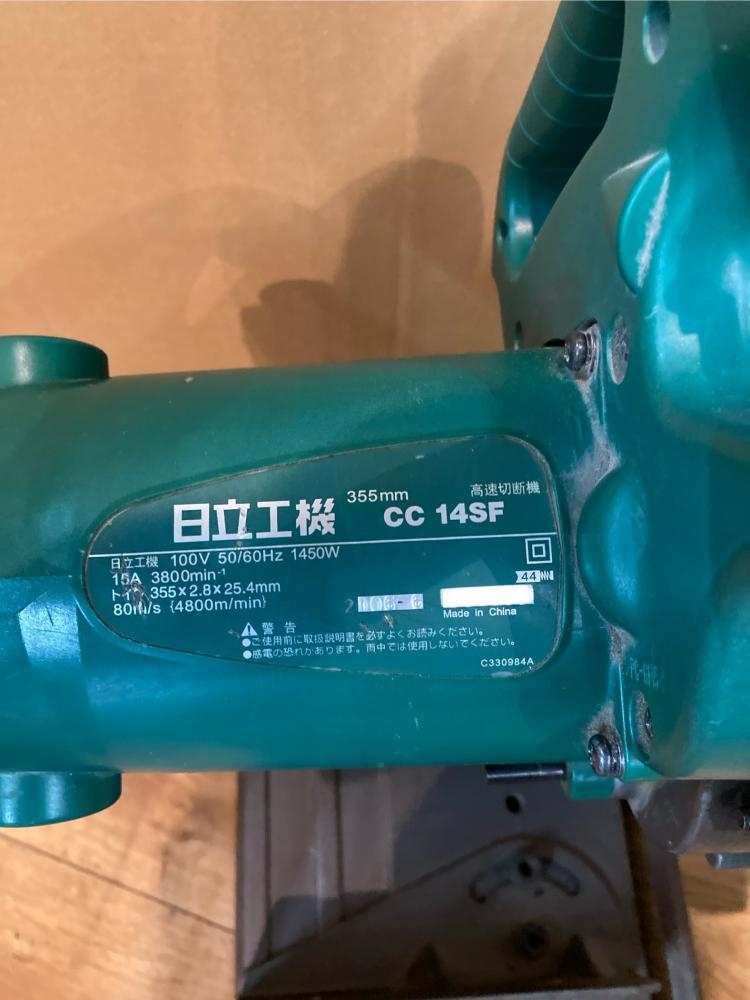 355mm 高速切断機
日立工機 CC 14SF
日立工機 100V 50/60Hz 1450W
15A 3800min⁻¹
355×2.8×25.4mm
80m/s {4800m/min}
44
Made in China
警告
●ご使用前に取扱説明書を必ずよくお読みください。
●感電の恐れがあります。雨中では使用しないでください。
C330984A